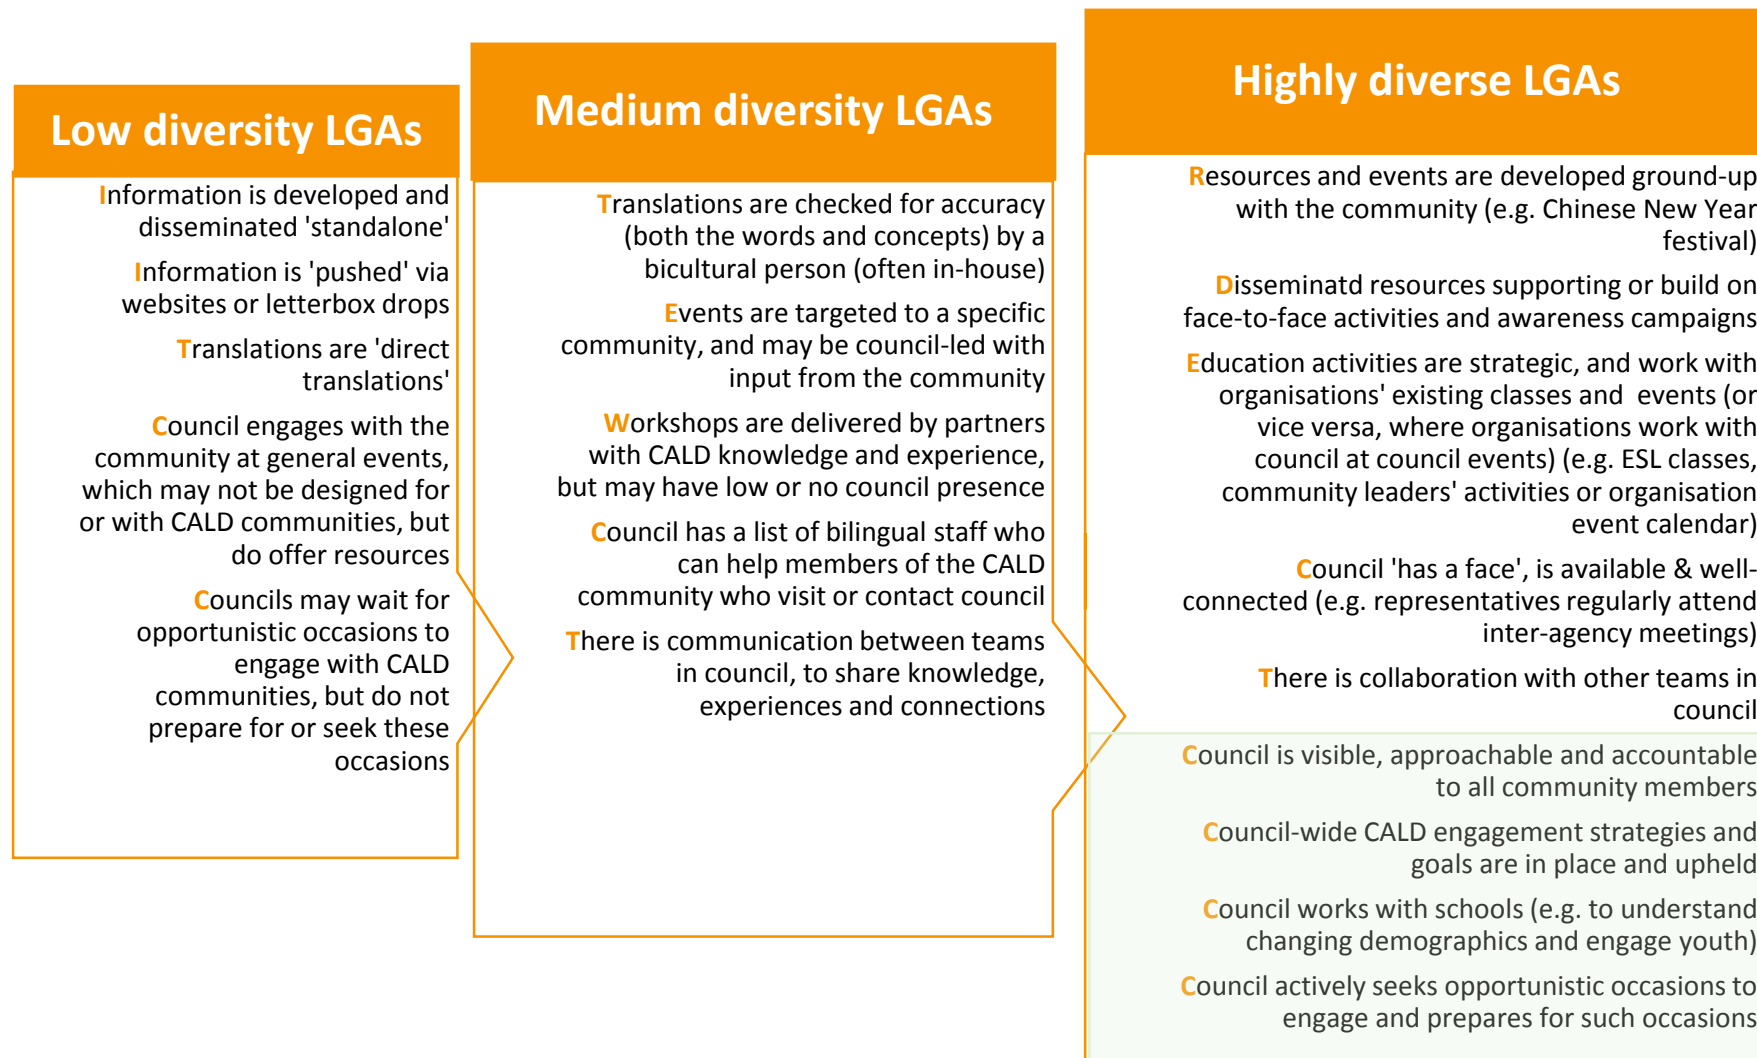 Low diversity LGAs
Information is developed and
disseminated 'standalone'
Information is 'pushed' via
websites or letterbox drops
Translations are 'direct
translations'
Council engages with the
community at general events,
which may not be designed for
or with CALD communities, but
do offer resources
Councils may wait for
opportunistic occasions to
engage with CALD
communities, but do not
prepare for or seek these
occasions
Medium diversity LGAs
Translations are checked for accuracy
(both the words and concepts) by a
bicultural person (often in-house)
Events are targeted to a specific
community, and may be council-led with
input from the community
Workshops are delivered by partners
with CALD knowledge and experience,
but may have low or no council presence
Council has a list of bilingual staff who
can help members of the CALD
community who visit or contact council
There is communication between teams
in council, to share knowledge,
experiences and connections
Highly diverse LGAs
Resources and events are developed ground-up
with the community (e.g. Chinese New Year
festival)
Disseminatd resources supporting or build on
face-to-face activities and awareness campaigns
Education activities are strategic, and work with
organisations' existing classes and events (or
vice versa, where organisations work with
council at council events) (e.g. ESL classes,
community leaders' activities or organisation
event calendar)
Council 'has a face', is available & well-
connected (e.g. representatives regularly attend
inter-agency meetings)
There is collaboration with other teams in
council
Council is visible, approachable and accountable
to all community members
Council-wide CALD engagement strategies and
goals are in place and upheld
Council works with schools (e.g. to understand
changing demographics and engage youth)
Council actively seeks opportunistic occasions to
engage and prepares for such occasions